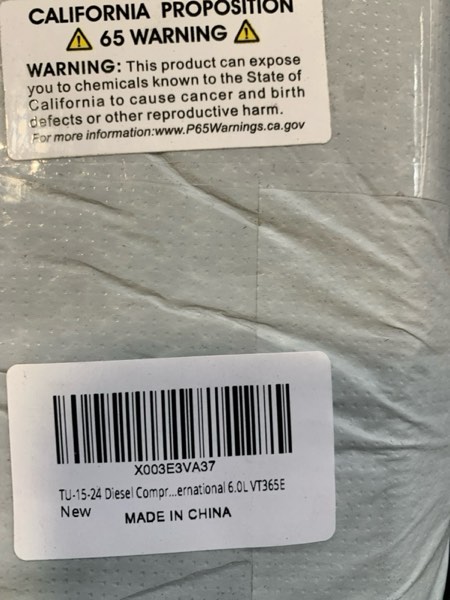 CALIFORNIA PROPOSITION
65 WARNING
WARNING: This product can expose
you to chemicals known to the State of
California to cause cancer and birth
defects or other reproductive harm.
For more information:www.P65Warnings.ca.gov
X003E3VA37
TU-15-24 Diesel Compr...ernational 6.0L VT365E
New
MADE IN CHINA